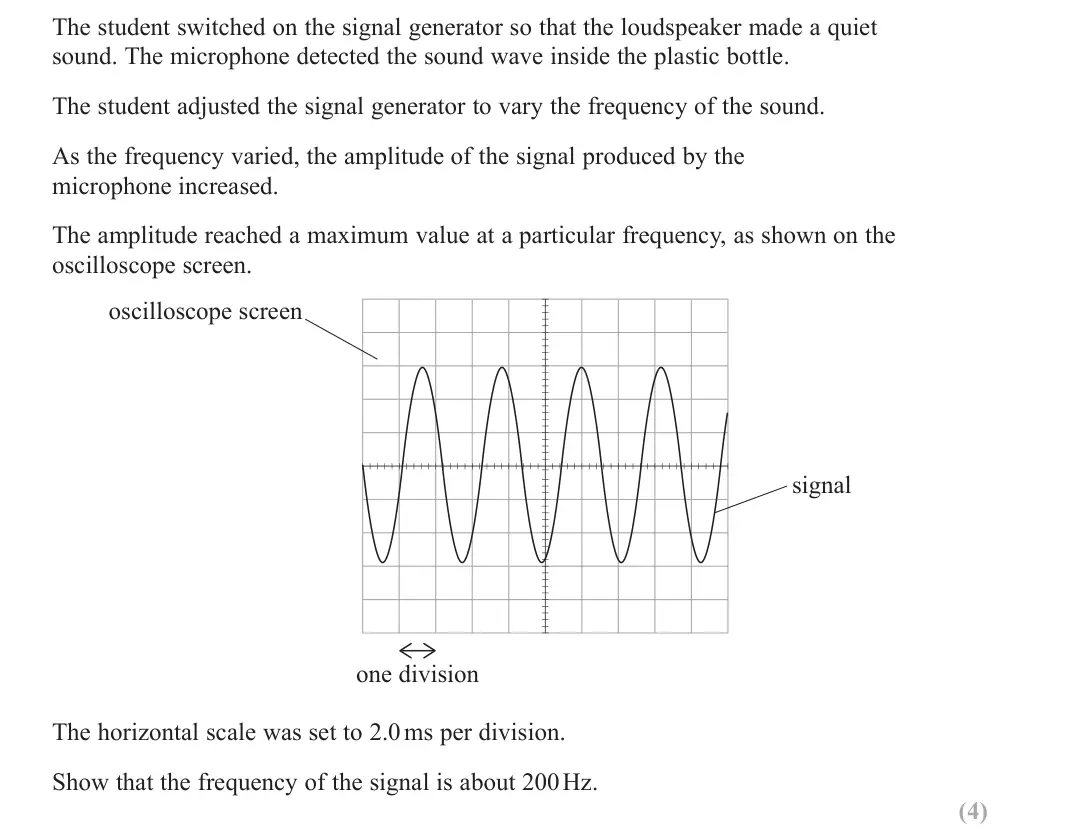 The student switched on the signal generator so that the loudspeaker made a quiet
sound. The microphone detected the sound wave inside the plastic bottle.
The student adjusted the signal generator to vary the frequency of the sound.
As the frequency varied, the amplitude of the signal produced by the
microphone increased.
The amplitude reached a maximum value at a particular frequency, as shown on the
oscilloscope screen.
oscilloscope screen
signal
one division
The horizontal scale was set to 2.0 ms per division.
Show that the frequency of the signal is about 200 Hz.
(4)